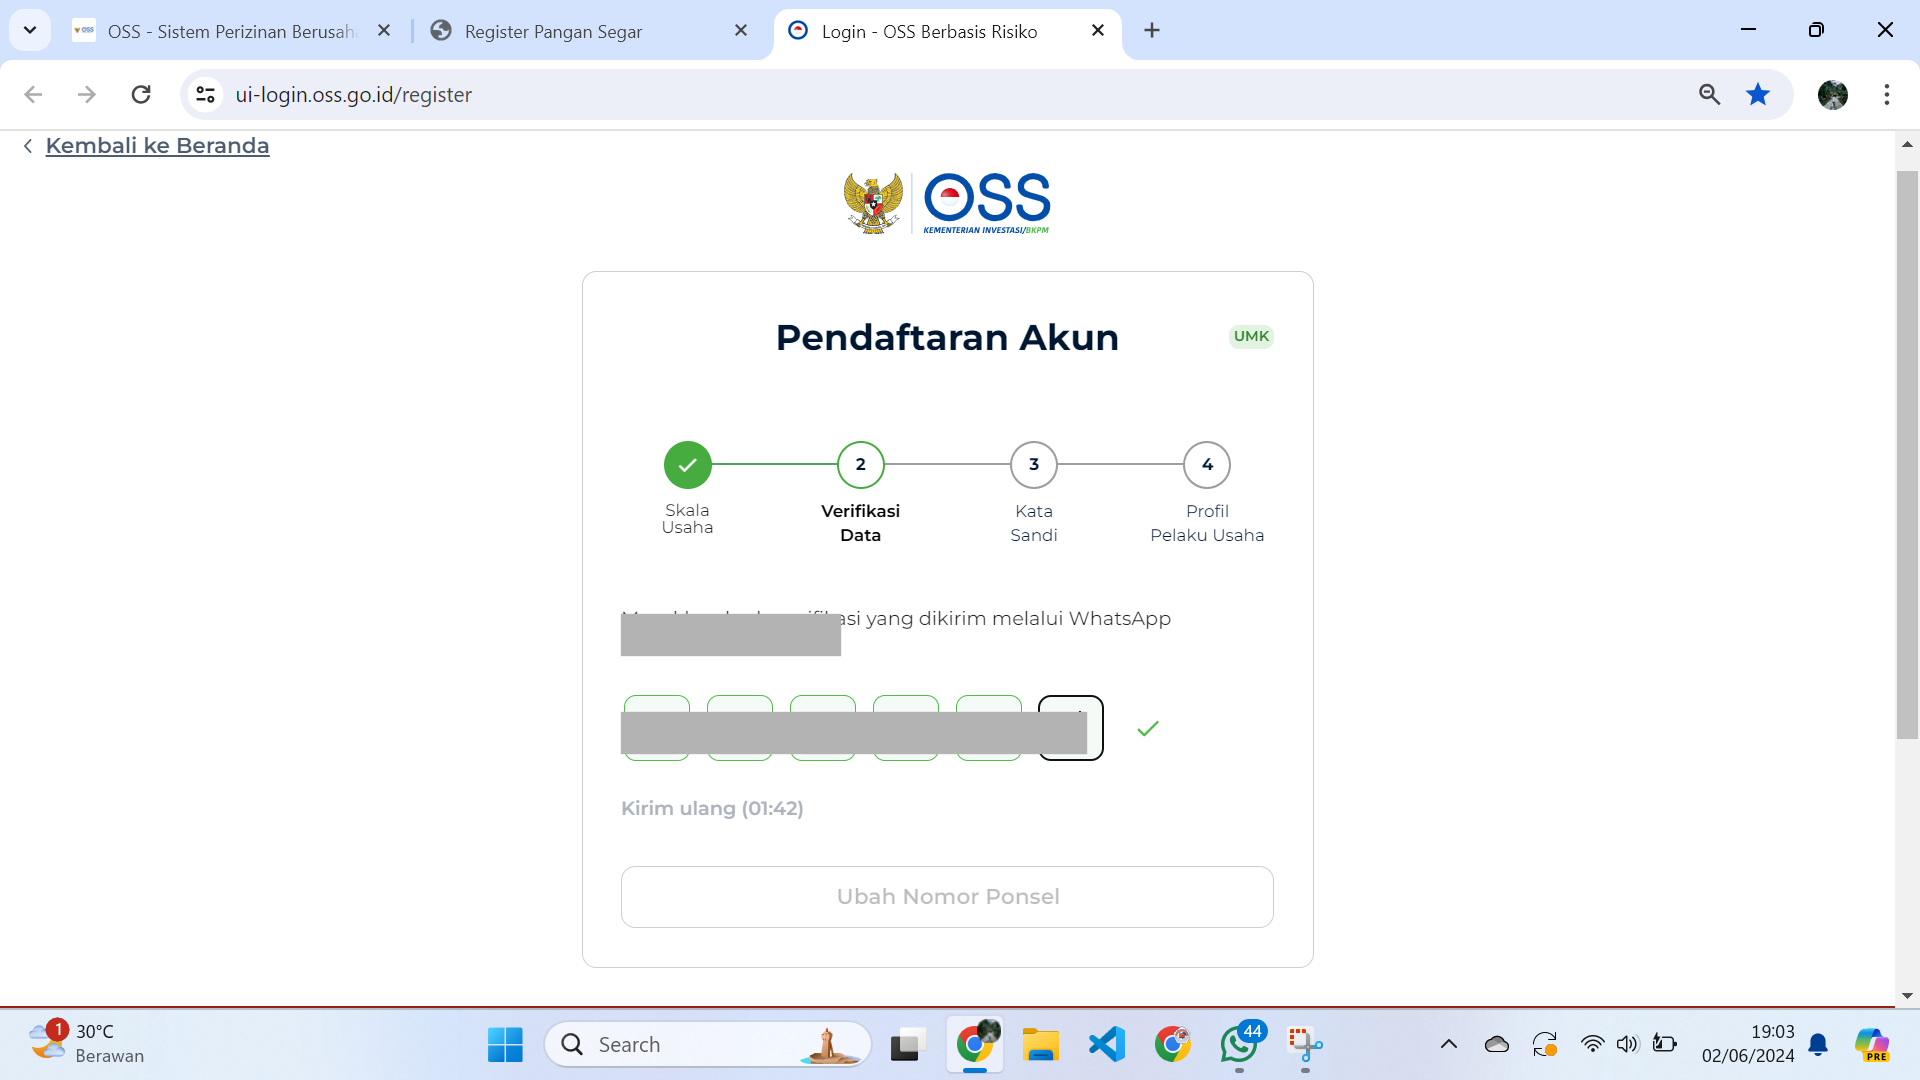 OSS - Sistem Perizinan Berusaha
Register Pangan Segar
Login - OSS Berbasis Risiko
ui-login.oss.go.id/register
Kembali ke Beranda
OSS
KEMENTERIAN INVESTASI/BKPM
Pendaftaran Akun
UMK
2
3
4
Skala
Usaha
Verifikasi
Data
Kata
Sandi
Profil
Pelaku Usaha
yang dikirim melalui WhatsApp
Kirim ulang (01:42)
Ubah Nomor Ponsel
1
30°C
Berawan
Search
44
19:03
02/06/2024
PRE